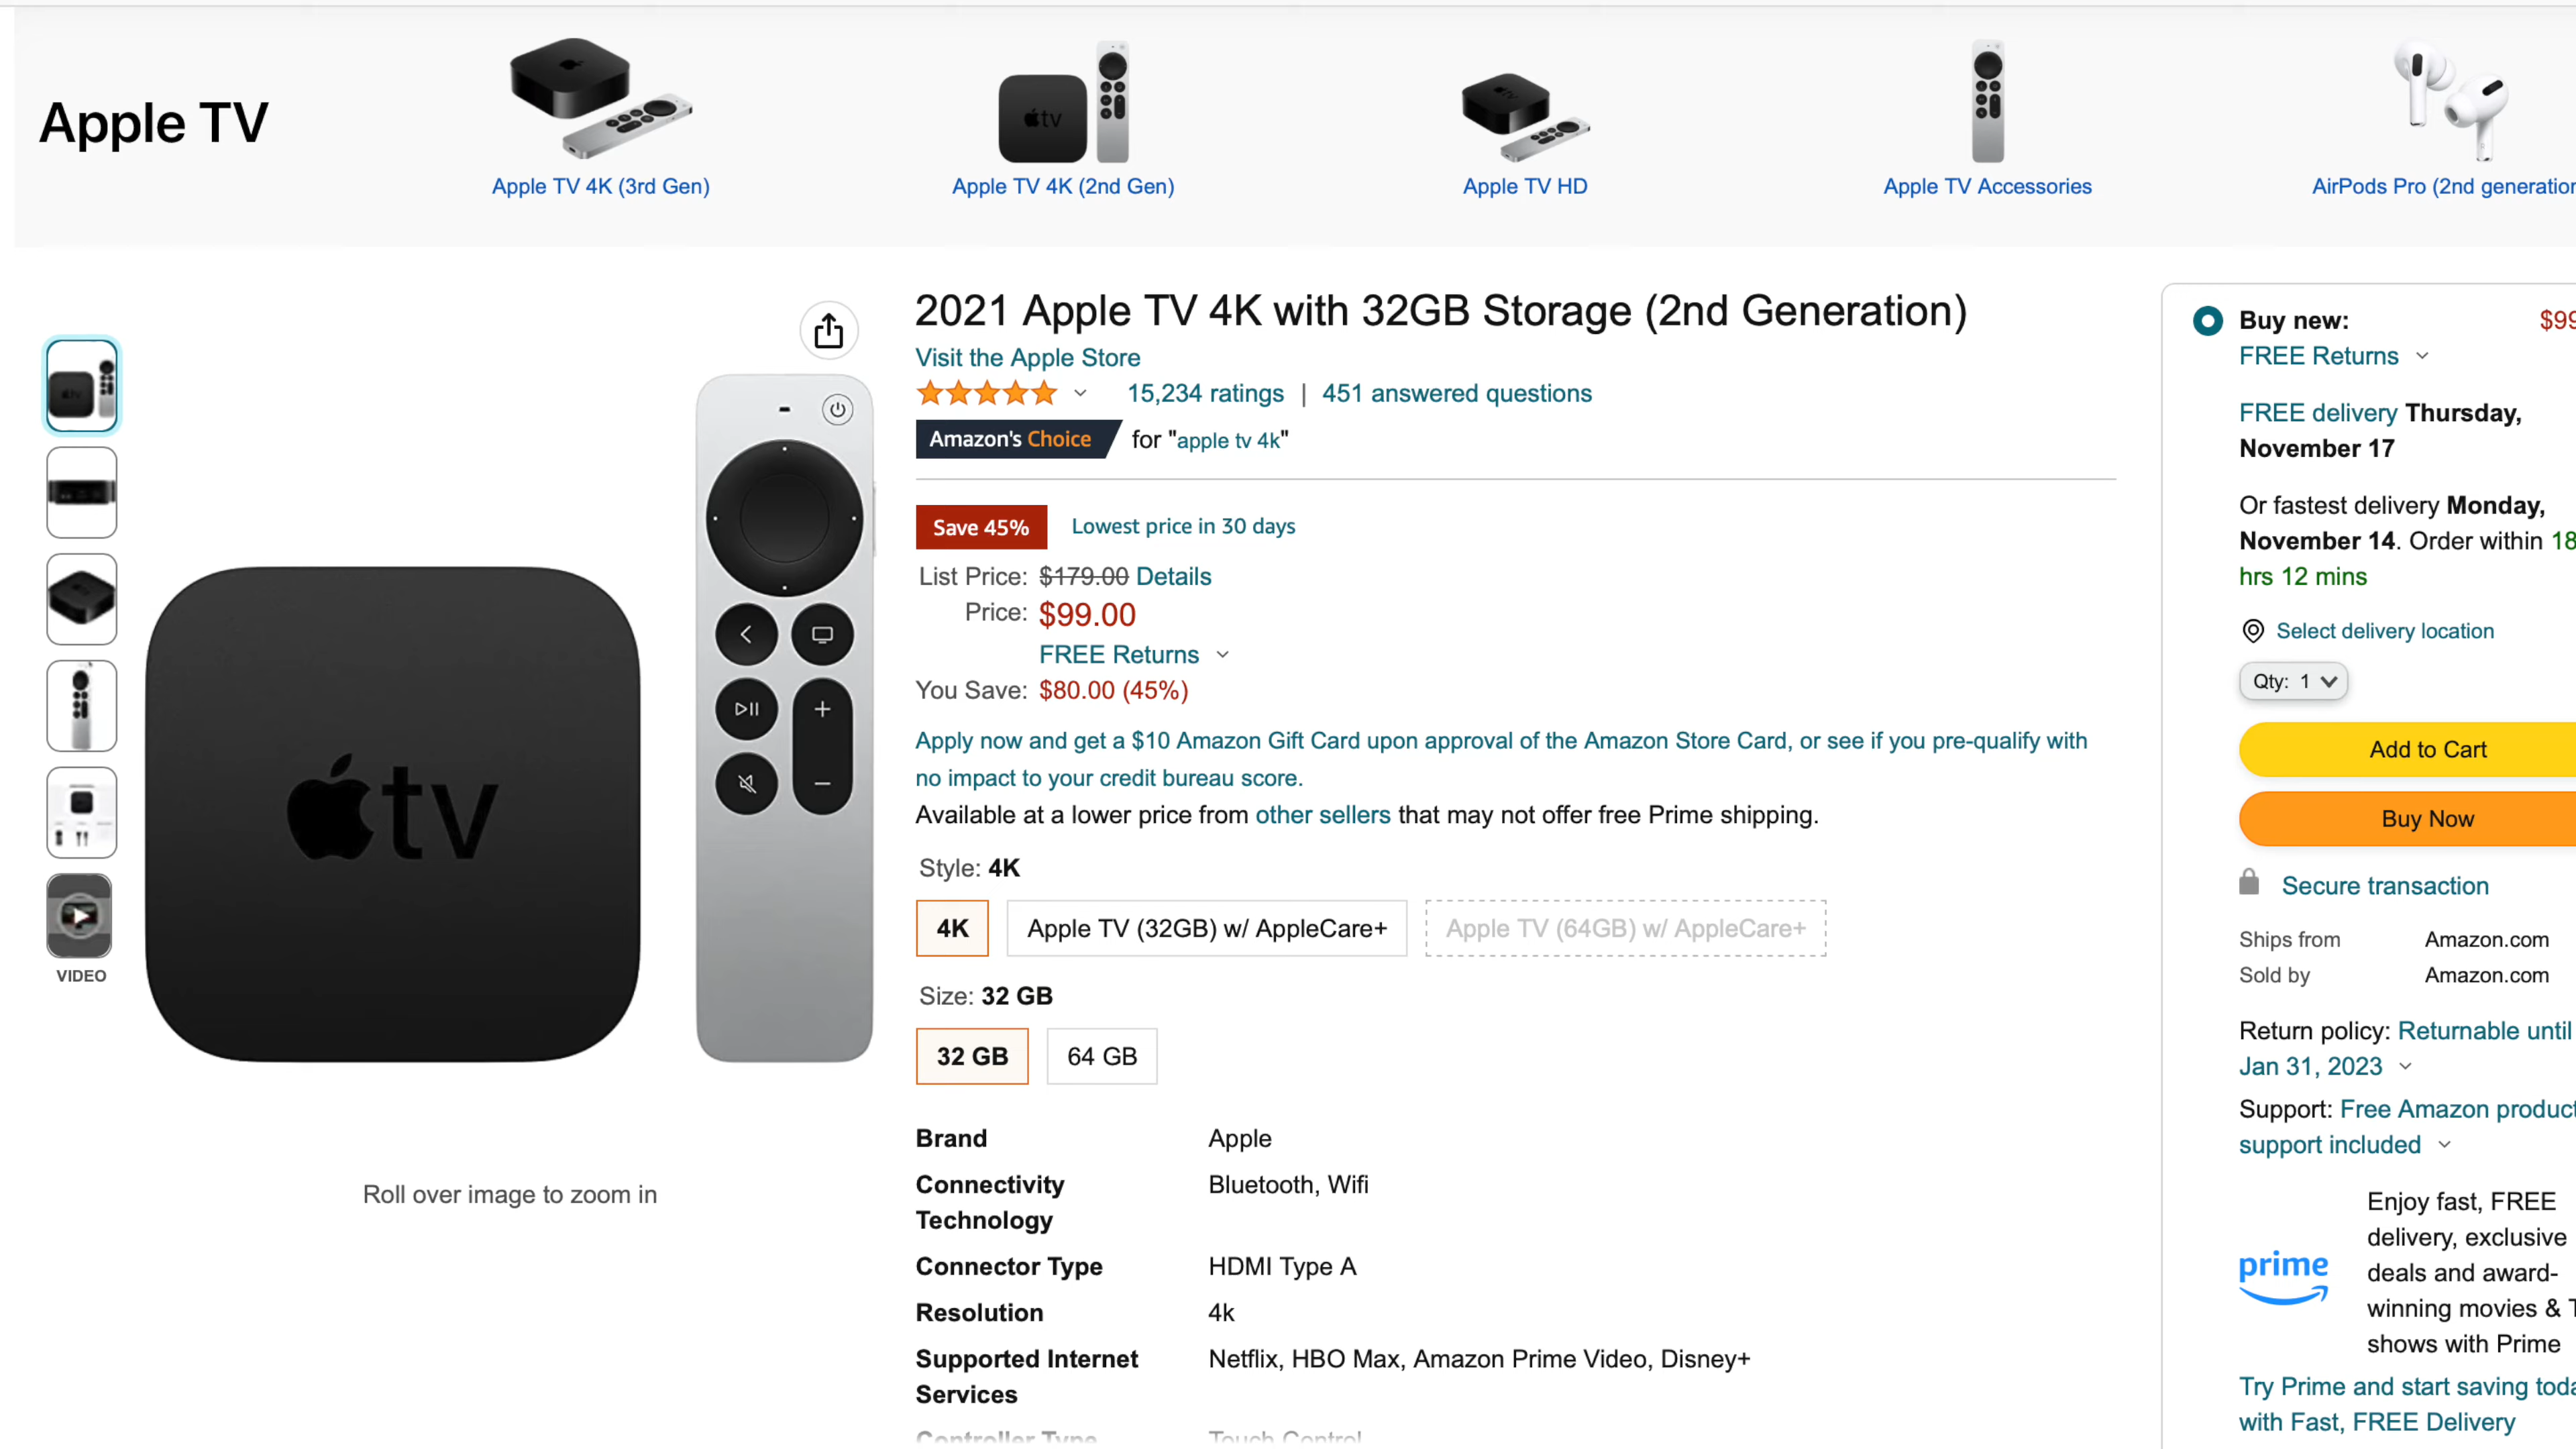 Apple TV
Apple TV 4K (3rd Gen)
tv
Apple TV 4K (2nd Gen)
Apple TV HD
Apple TV Accessories
AirPods Pro (2nd generation
VIDEO
tv
Roll over image to zoom in
2021 Apple TV 4K with 32GB Storage (2nd Generation)
Visit the Apple Store
15,234 ratings | 451 answered questions
Amazon's Choice for "apple tv 4k"
Save 45% Lowest price in 30 days
List Price: $179.00 Details
Price: $99.00
FREE Returns
You Save: $80.00 (45%)
Apply now and get a $10 Amazon Gift Card upon approval of the Amazon Store Card, or see if you pre-qualify with
no impact to your credit bureau score.
Available at a lower price from other sellers that may not offer free Prime shipping.
Style: 4K
4K Apple TV (32GB) w/ AppleCare+ Apple TV (64GB) w/ AppleCare+
Size: 32 GB
32 GB 64 GB
Brand Apple
Connectivity Bluetooth, Wifi
Technology
Connector Type HDMI Type A
Resolution 4k
Supported Internet Netflix, HBO Max, Amazon Prime Video, Disney+
Services
Controller Type Touch Control
Buy new: $99
FREE Returns
FREE delivery Thursday,
November 17
Or fastest delivery Monday,
November 14. Order within 18
hrs 12 mins
Select delivery location
Qty: 1
Add to Cart
Buy Now
Secure transaction
Ships from Amazon.com
Sold by Amazon.com
Return policy: Returnable until
Jan 31, 2023
Support: Free Amazon product
support included
prime
Enjoy fast, FREE
delivery, exclusive
deals and award-
winning movies & T
shows with Prime
Try Prime and start saving toda
with Fast, FREE Delivery